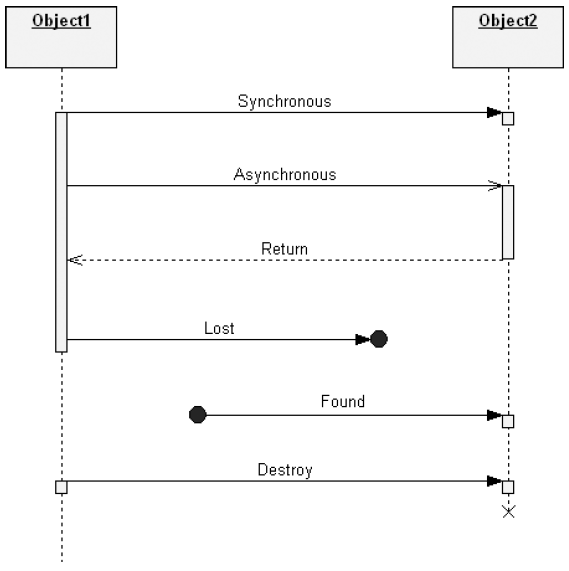 Object1
Object2
Synchronous
Asynchronous
Return
Lost
Found
Destroy